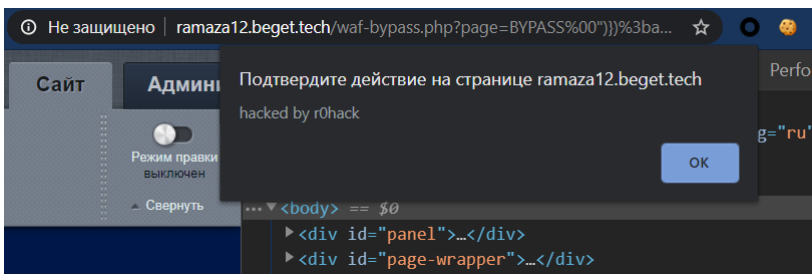 Не защищено | ramaza12.beget.tech/waf-bypass.php?page=BYPASS%00")})%3ba...
Сайт
Админи
Подтвердите действие на странице ramaza12.beget.tech
hacked by r0hack
ОК
Perfo
Режим правки
выключен
Свернуть
g="ru"
... ▼<body> == $0
▶<div id="panel">…</div>
▶<div id="page-wrapper">…</div>